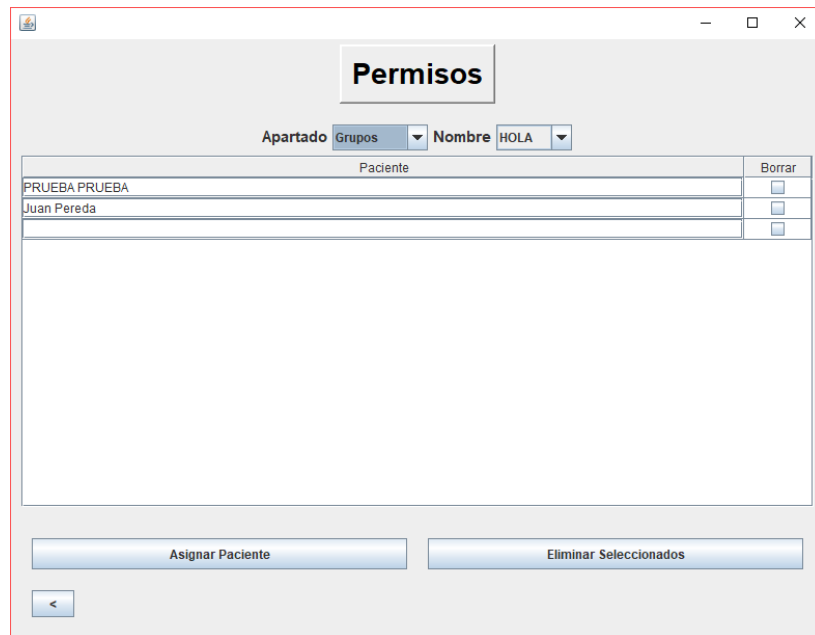 Permisos
Apartado Grupos Nombre HOLA
Paciente Borrar
PRUEBA PRUEBA
Juan Pereda
Asignar Paciente Eliminar Seleccionados
<